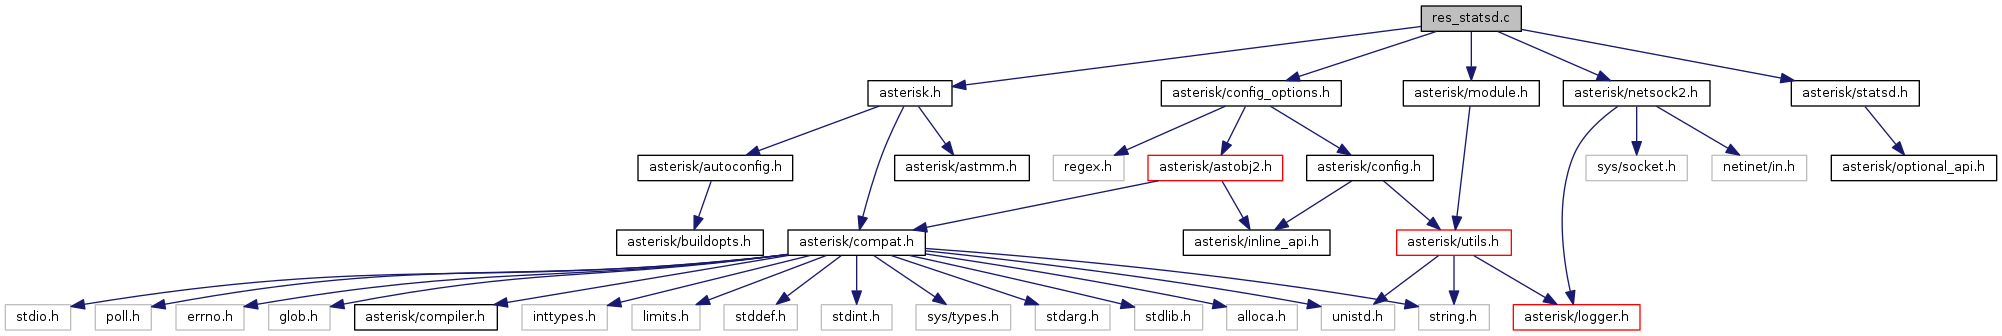 res_statsd.c
asterisk.h
asterisk/config_options.h
asterisk/module.h
asterisk/netsock2.h
asterisk/statsd.h
asterisk/autoconfig.h
asterisk/astmm.h
regex.h
asterisk/astobj2.h
asterisk/config.h
sys/socket.h
netinet/in.h
asterisk/optional_api.h
asterisk/buildopts.h
asterisk/compat.h
asterisk/inline_api.h
asterisk/utils.h
stdio.h
poll.h
errno.h
glob.h
asterisk/compiler.h
inttypes.h
limits.h
stddef.h
stdint.h
sys/types.h
stdarg.h
stdlib.h
alloca.h
unistd.h
string.h
asterisk/logger.h